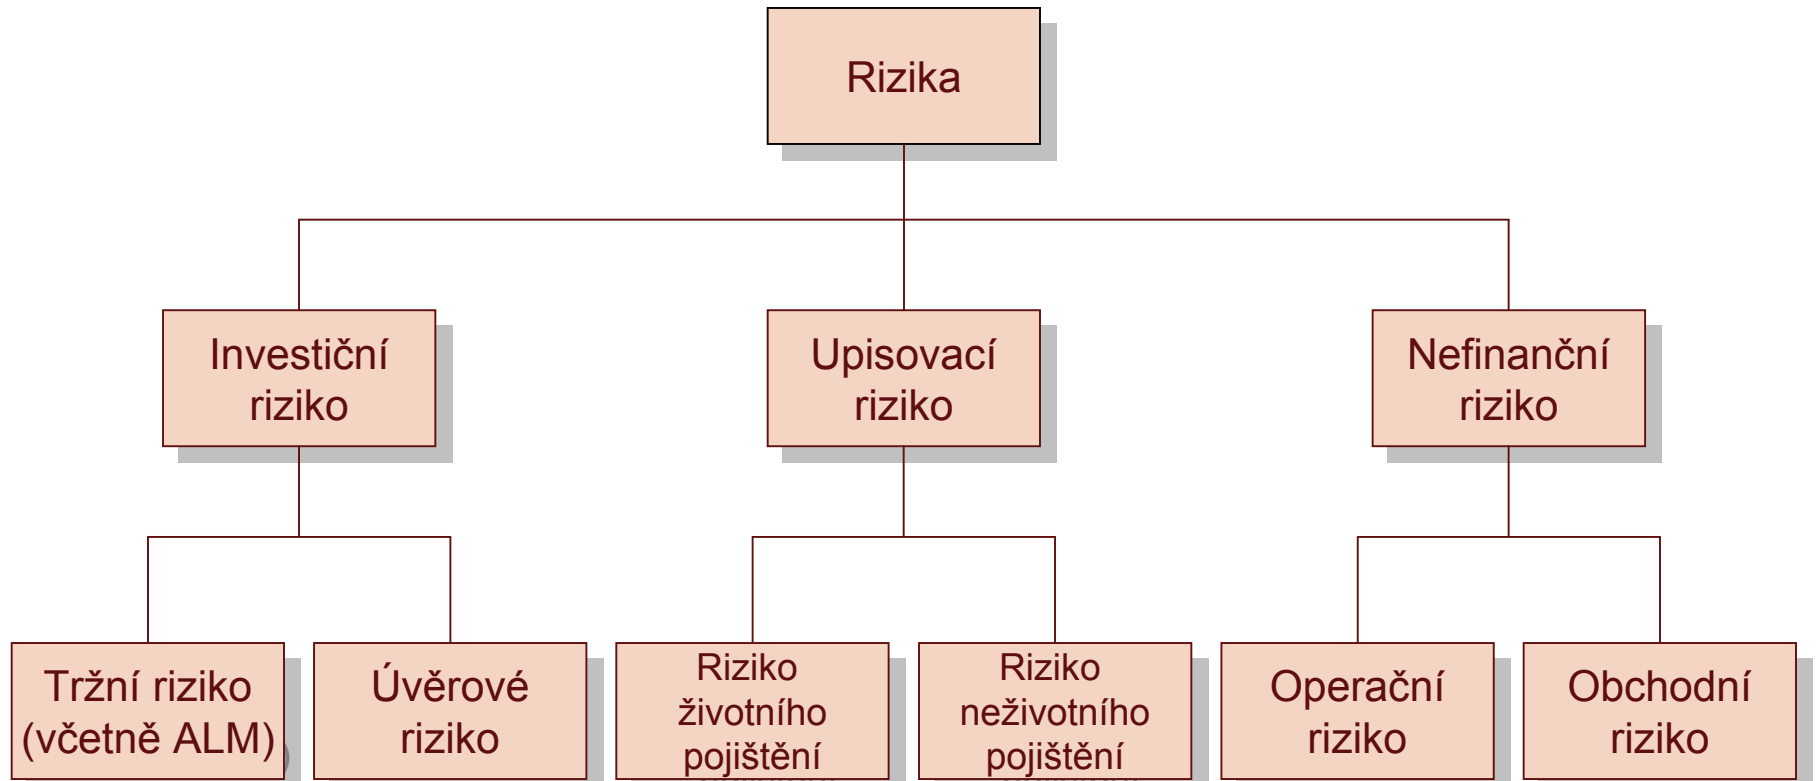 Rizika
Investiční
riziko
Upisovací
riziko
Nefinanční
riziko
Tržní riziko
(včetně ALM)
Úvěrové
riziko
Riziko
životního
pojištění
Riziko
neživotního
pojištění
Operační
riziko
Obchodní
riziko